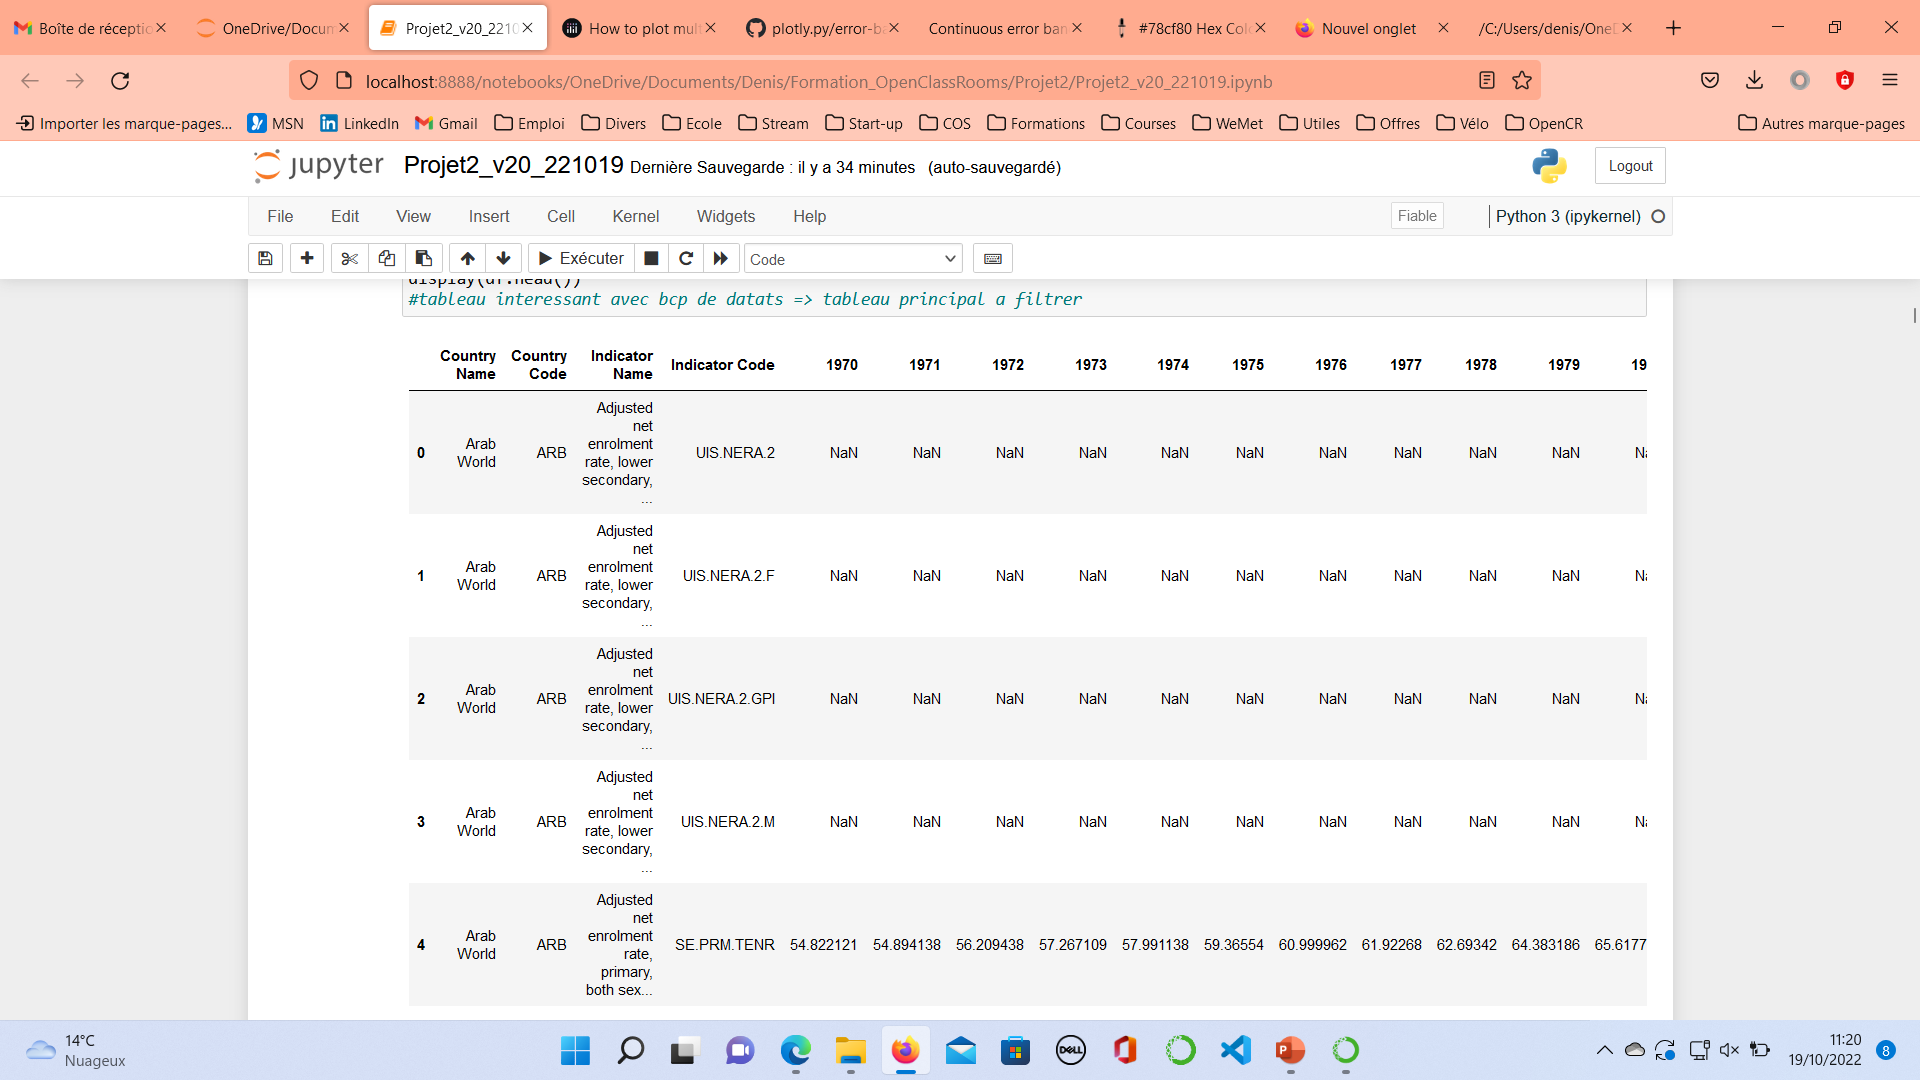 Boîte de réceptio
OneDrive/Docum
Projet2_v20_2210
How to plot mul
plotly.py/error-ba
Continuous error ban
#78cf80 Hex Col
Nouvel onglet
/C:/Users/denis/OneD
localhost:8888/notebooks/OneDrive/Documents/Denis/Formation_OpenClassRooms/Projet2/Projet2_v20_221019.ipynb
Importer les marque-pages... MSN LinkedIn Gmail Emploi Divers Ecole Stream Start-up COS Formations Courses WeMet Utiles Offres Vélo OpenCR Autres marque-pages
jupyter Projet2_v20_221019 Dernière Sauvegarde : il y a 34 minutes (auto-sauvegardé) Logout
File Edit View Insert Cell Kernel Widgets Help Fiable Python 3 (ipykernel)
Exécuter Code
display(df.head())
#tableau interessant avec bcp de datats => tableau principal a filtrer
Country Name Country Code Indicator Name Indicator Code 1970 1971 1972 1973 1974 1975 1976 1977 1978 1979 19
0 Arab World ARB Adjusted net enrolment rate, lower secondary, ... UIS.NERA.2 NaN NaN NaN NaN NaN NaN NaN NaN NaN NaN Na
1 Arab World ARB Adjusted net enrolment rate, lower secondary, ... UIS.NERA.2.F NaN NaN NaN NaN NaN NaN NaN NaN NaN NaN Na
2 Arab World ARB Adjusted net enrolment rate, lower secondary, ... UIS.NERA.2.GPI NaN NaN NaN NaN NaN NaN NaN NaN NaN NaN Na
3 Arab World ARB Adjusted net enrolment rate, lower secondary, ... UIS.NERA.2.M NaN NaN NaN NaN NaN NaN NaN NaN NaN NaN Na
4 Arab World ARB Adjusted net enrolment rate, primary, both sex... SE.PRM.TENR 54.822121 54.894138 56.209438 57.267109 57.991138 59.36554 60.999962 61.92268 62.69342 64.383186 65.6177
14°C
Nuageux
DELL
11:20
19/10/2022
8